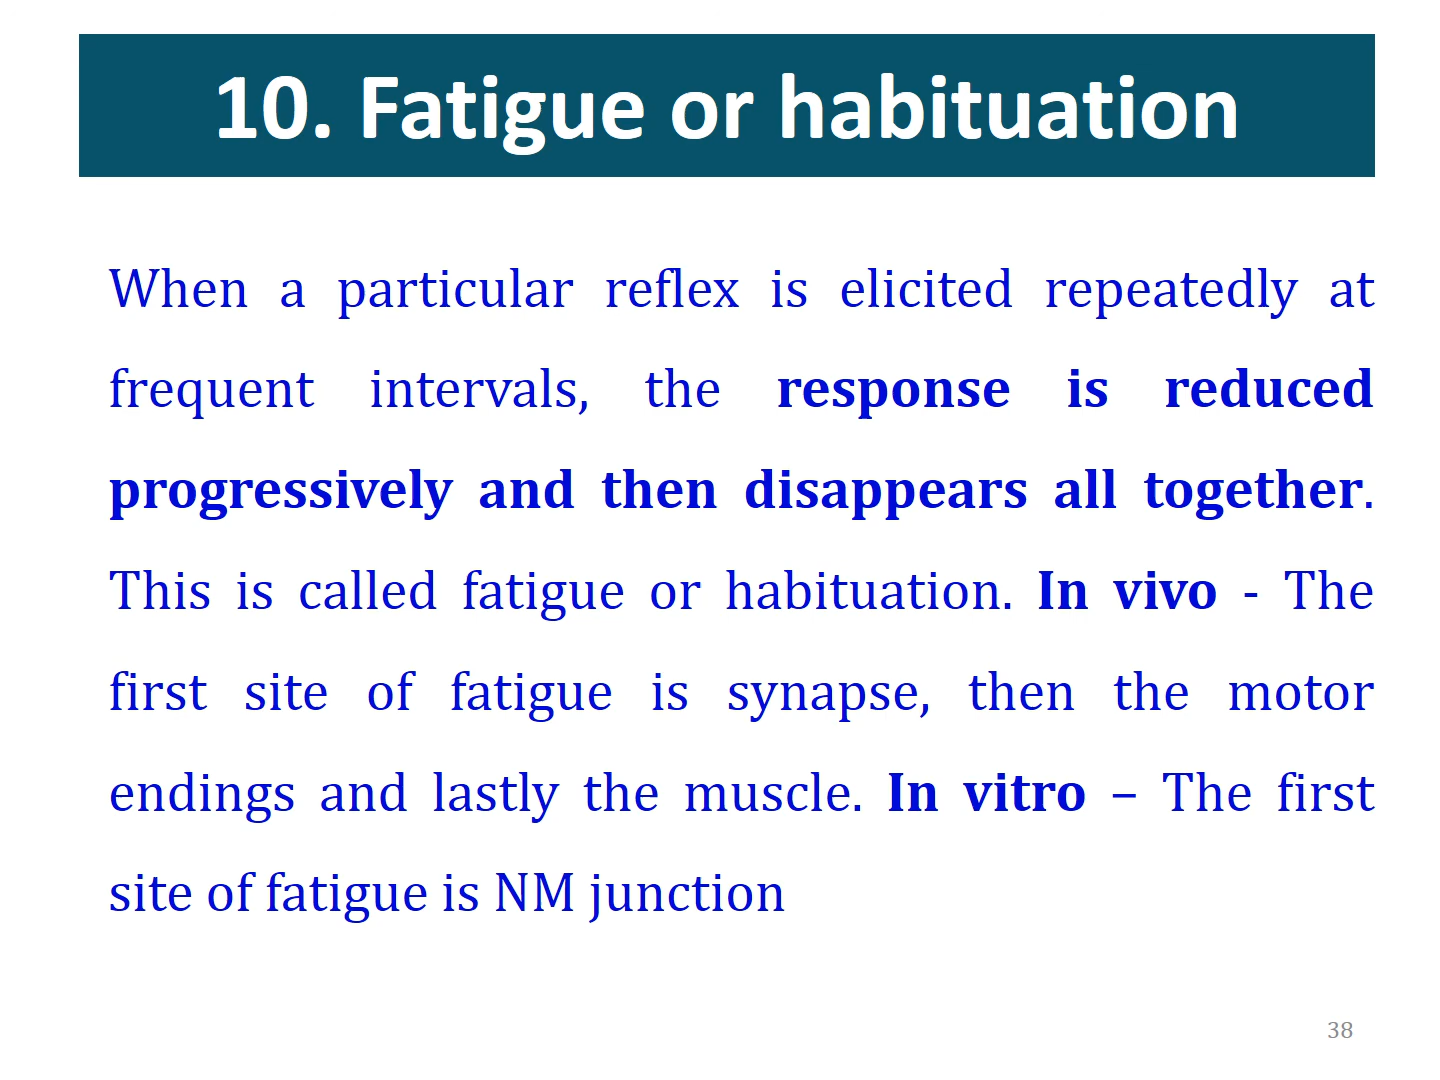 10. Fatigue or habituation
When a particular reflex is elicited repeatedly at
frequent intervals, the response is reduced
progressively and then disappears all together.
This is called fatigue or habituation. In vivo - The
first site of fatigue is synapse, then the motor
endings and lastly the muscle. In vitro – The first
site of fatigue is NM junction
38